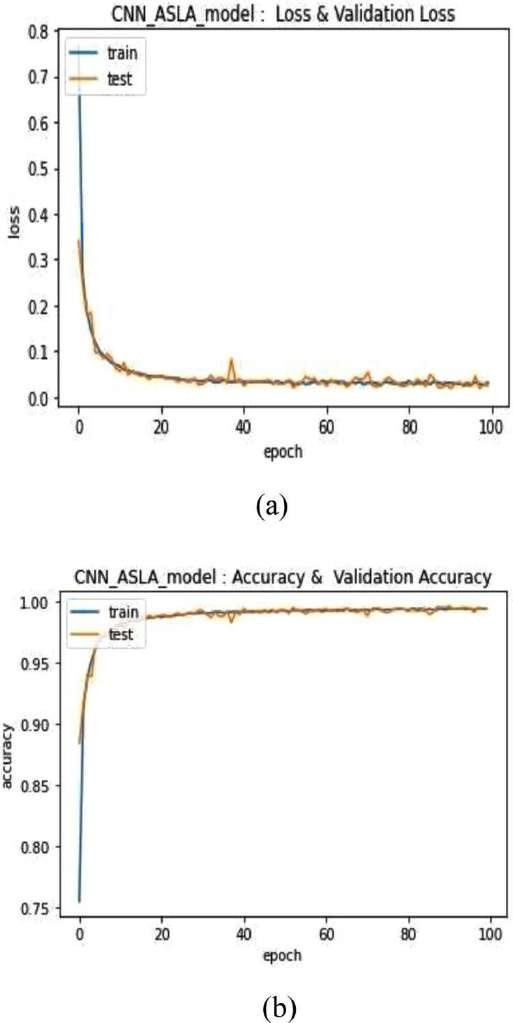 CNN_ASLA_model : Loss & Validation Loss
train
test
0.8
0.7
0.6
0.5
0.4
0.3
0.2
0.1
0.0
loss
0 20 40 60 80 100
epoch
(a)
CNN_ASLA_model : Accuracy & Validation Accuracy
train
test
1.00
0.95
0.90
0.85
0.80
0.75
accuracy
0 20 40 60 80 100
epoch
(b)